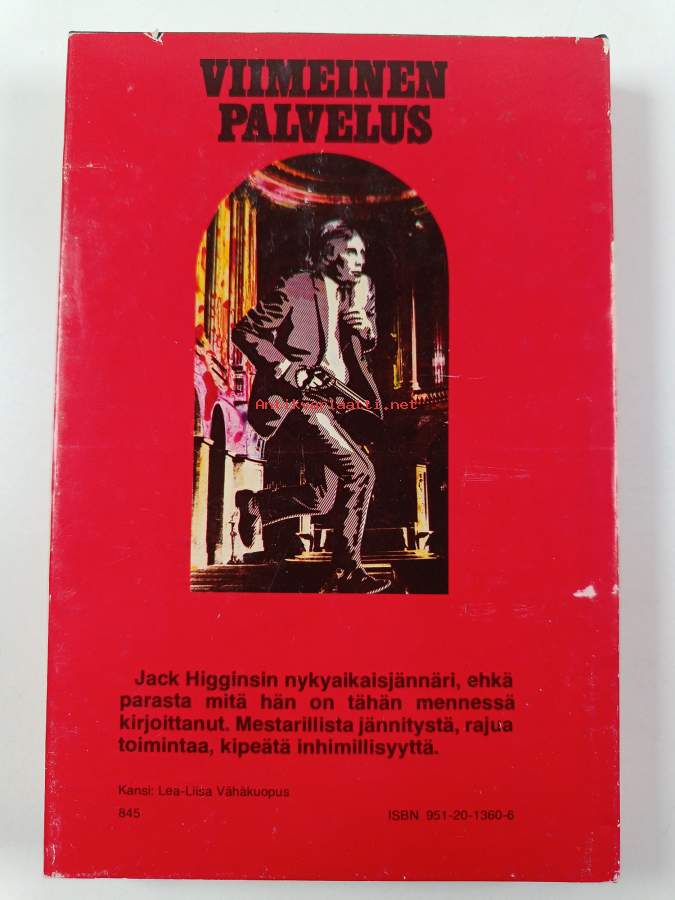 VIIMEINEN
PALVELUS
Antikvariaatti.net
Jack Higginsin nykyaikaisjännäri, ehkä
parasta mitä hän on tähän mennessä
kirjoittanut. Mestarillista jännitystä, rajua
toimintaa, kipeätä inhimillisyyttä.
Kansi: Lea-Liisa Vähäkuopus
845
ISBN 951-20-1360-6